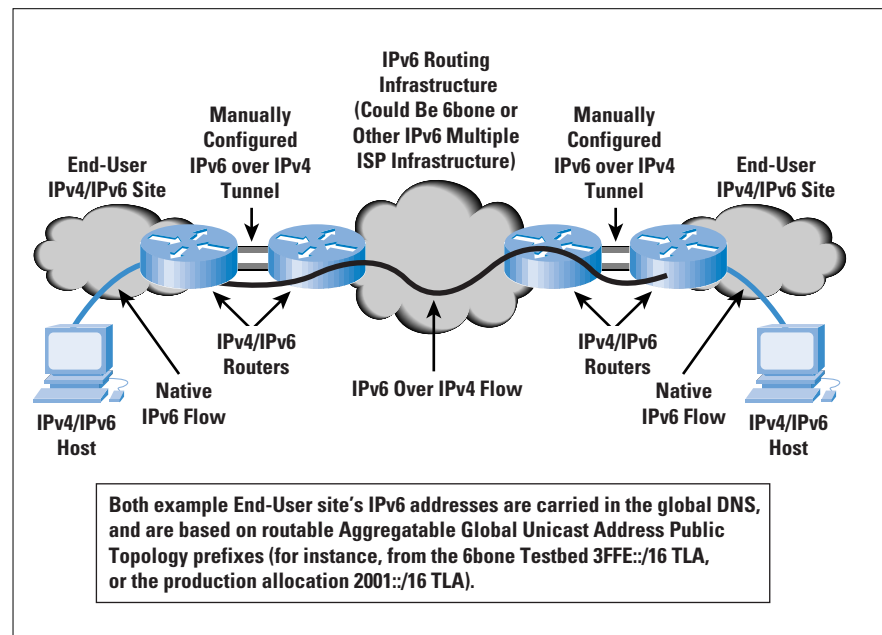 IPv6 Routing
Infrastructure
(Could Be 6bone or
Other IPv6 Multiple
ISP Infrastructure)
Manually
Configured
IPv6 over IPv4
Tunnel
Manually
Configured
IPv6 over IPv4
Tunnel
End-User
IPv4/IPv6 Site
End-User
IPv4/IPv6 Site
IPv4/IPv6
Routers
IPv4/IPv6
Routers
IPv6 Over IPv4 Flow
Native
IPv6 Flow
Native
IPv6 Flow
IPv4/IPv6
Host
IPv4/IPv6
Host
Both example End-User site's IPv6 addresses are carried in the global DNS,
and are based on routable Aggregatable Global Unicast Address Public
Topology prefixes (for instance, from the 6bone Testbed 3FFE::/16 TLA,
or the production allocation 2001::/16 TLA).